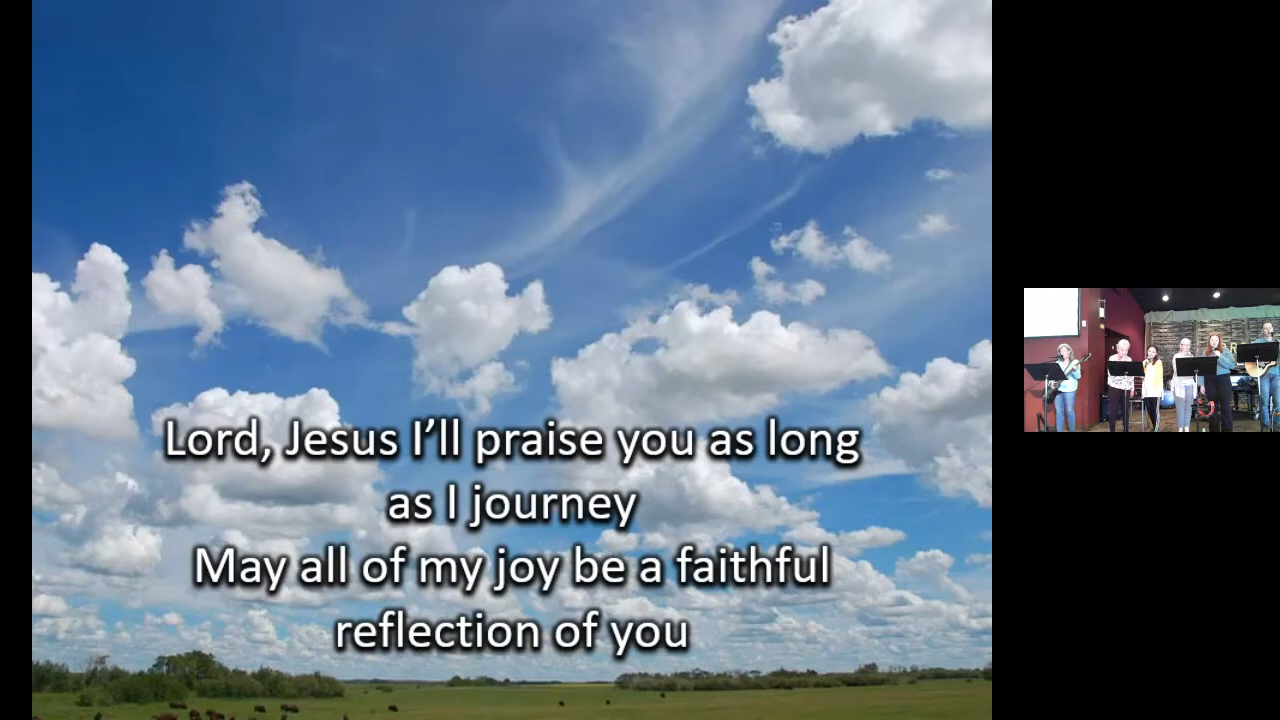 Lord, Jesus I’ll praise you as long
as I journey
May all of my joy be a faithful
reflection of you